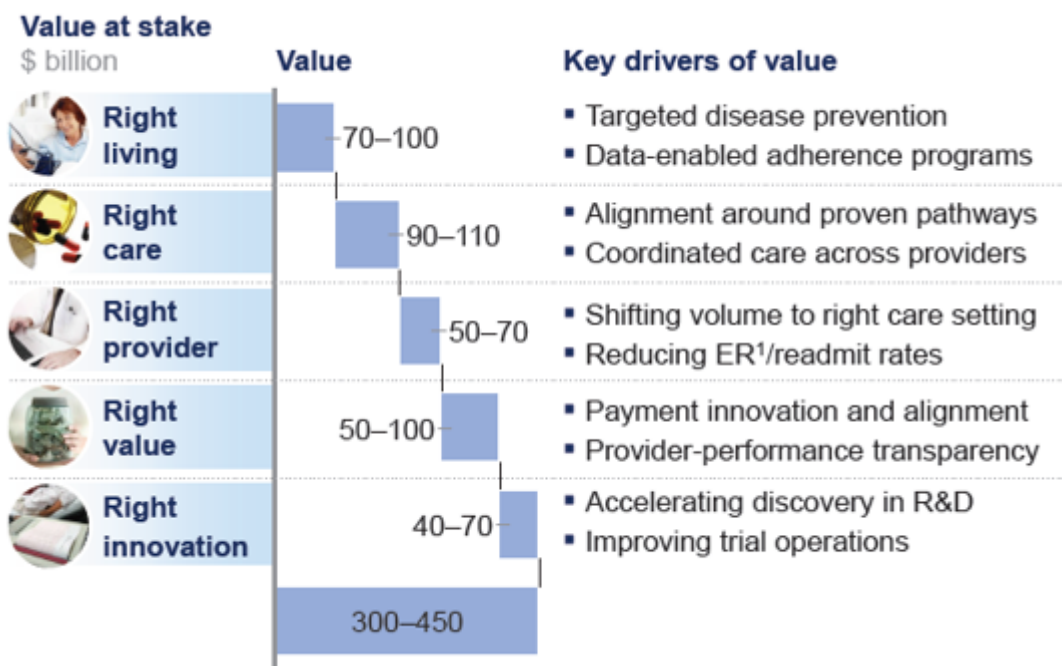 Value at stake
$ billion
Value
Key drivers of value
Right
living
70–100
▪ Targeted disease prevention
▪ Data-enabled adherence programs
Right
care
90–110
▪ Alignment around proven pathways
▪ Coordinated care across providers
Right
provider
50–70
▪ Shifting volume to right care setting
▪ Reducing ER¹/readmit rates
Right
value
50–100
▪ Payment innovation and alignment
▪ Provider-performance transparency
Right
innovation
40–70
▪ Accelerating discovery in R&D
▪ Improving trial operations
300–450